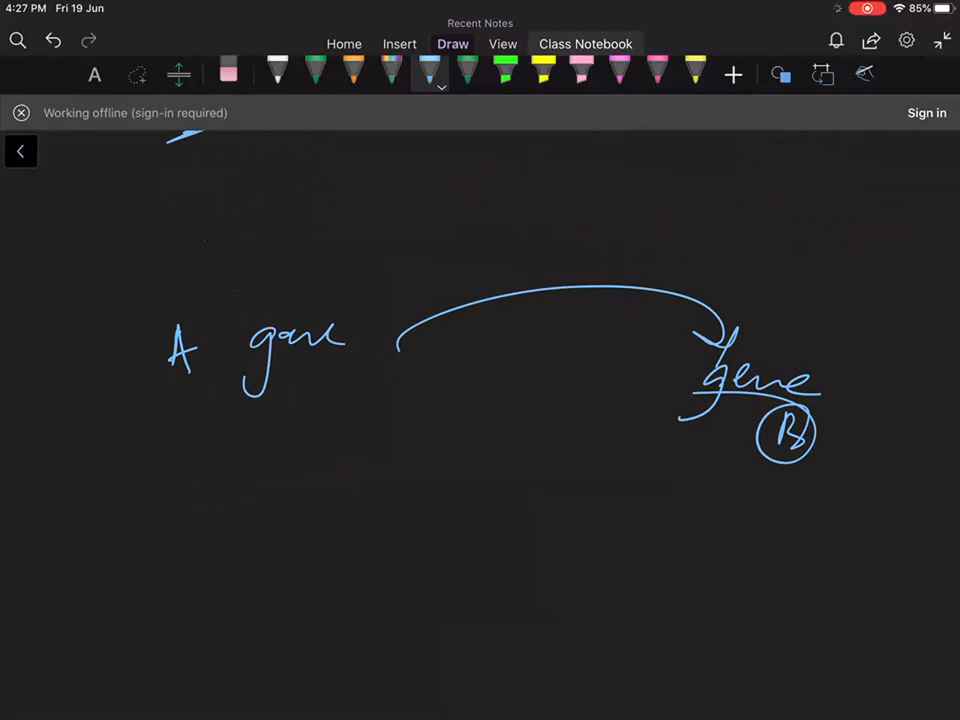 4:27 PM Fri 19 Jun 85%
Recent Notes
Home Insert Draw View Class Notebook
A
Working offline (sign-in required) Sign in
A gene
gene
B